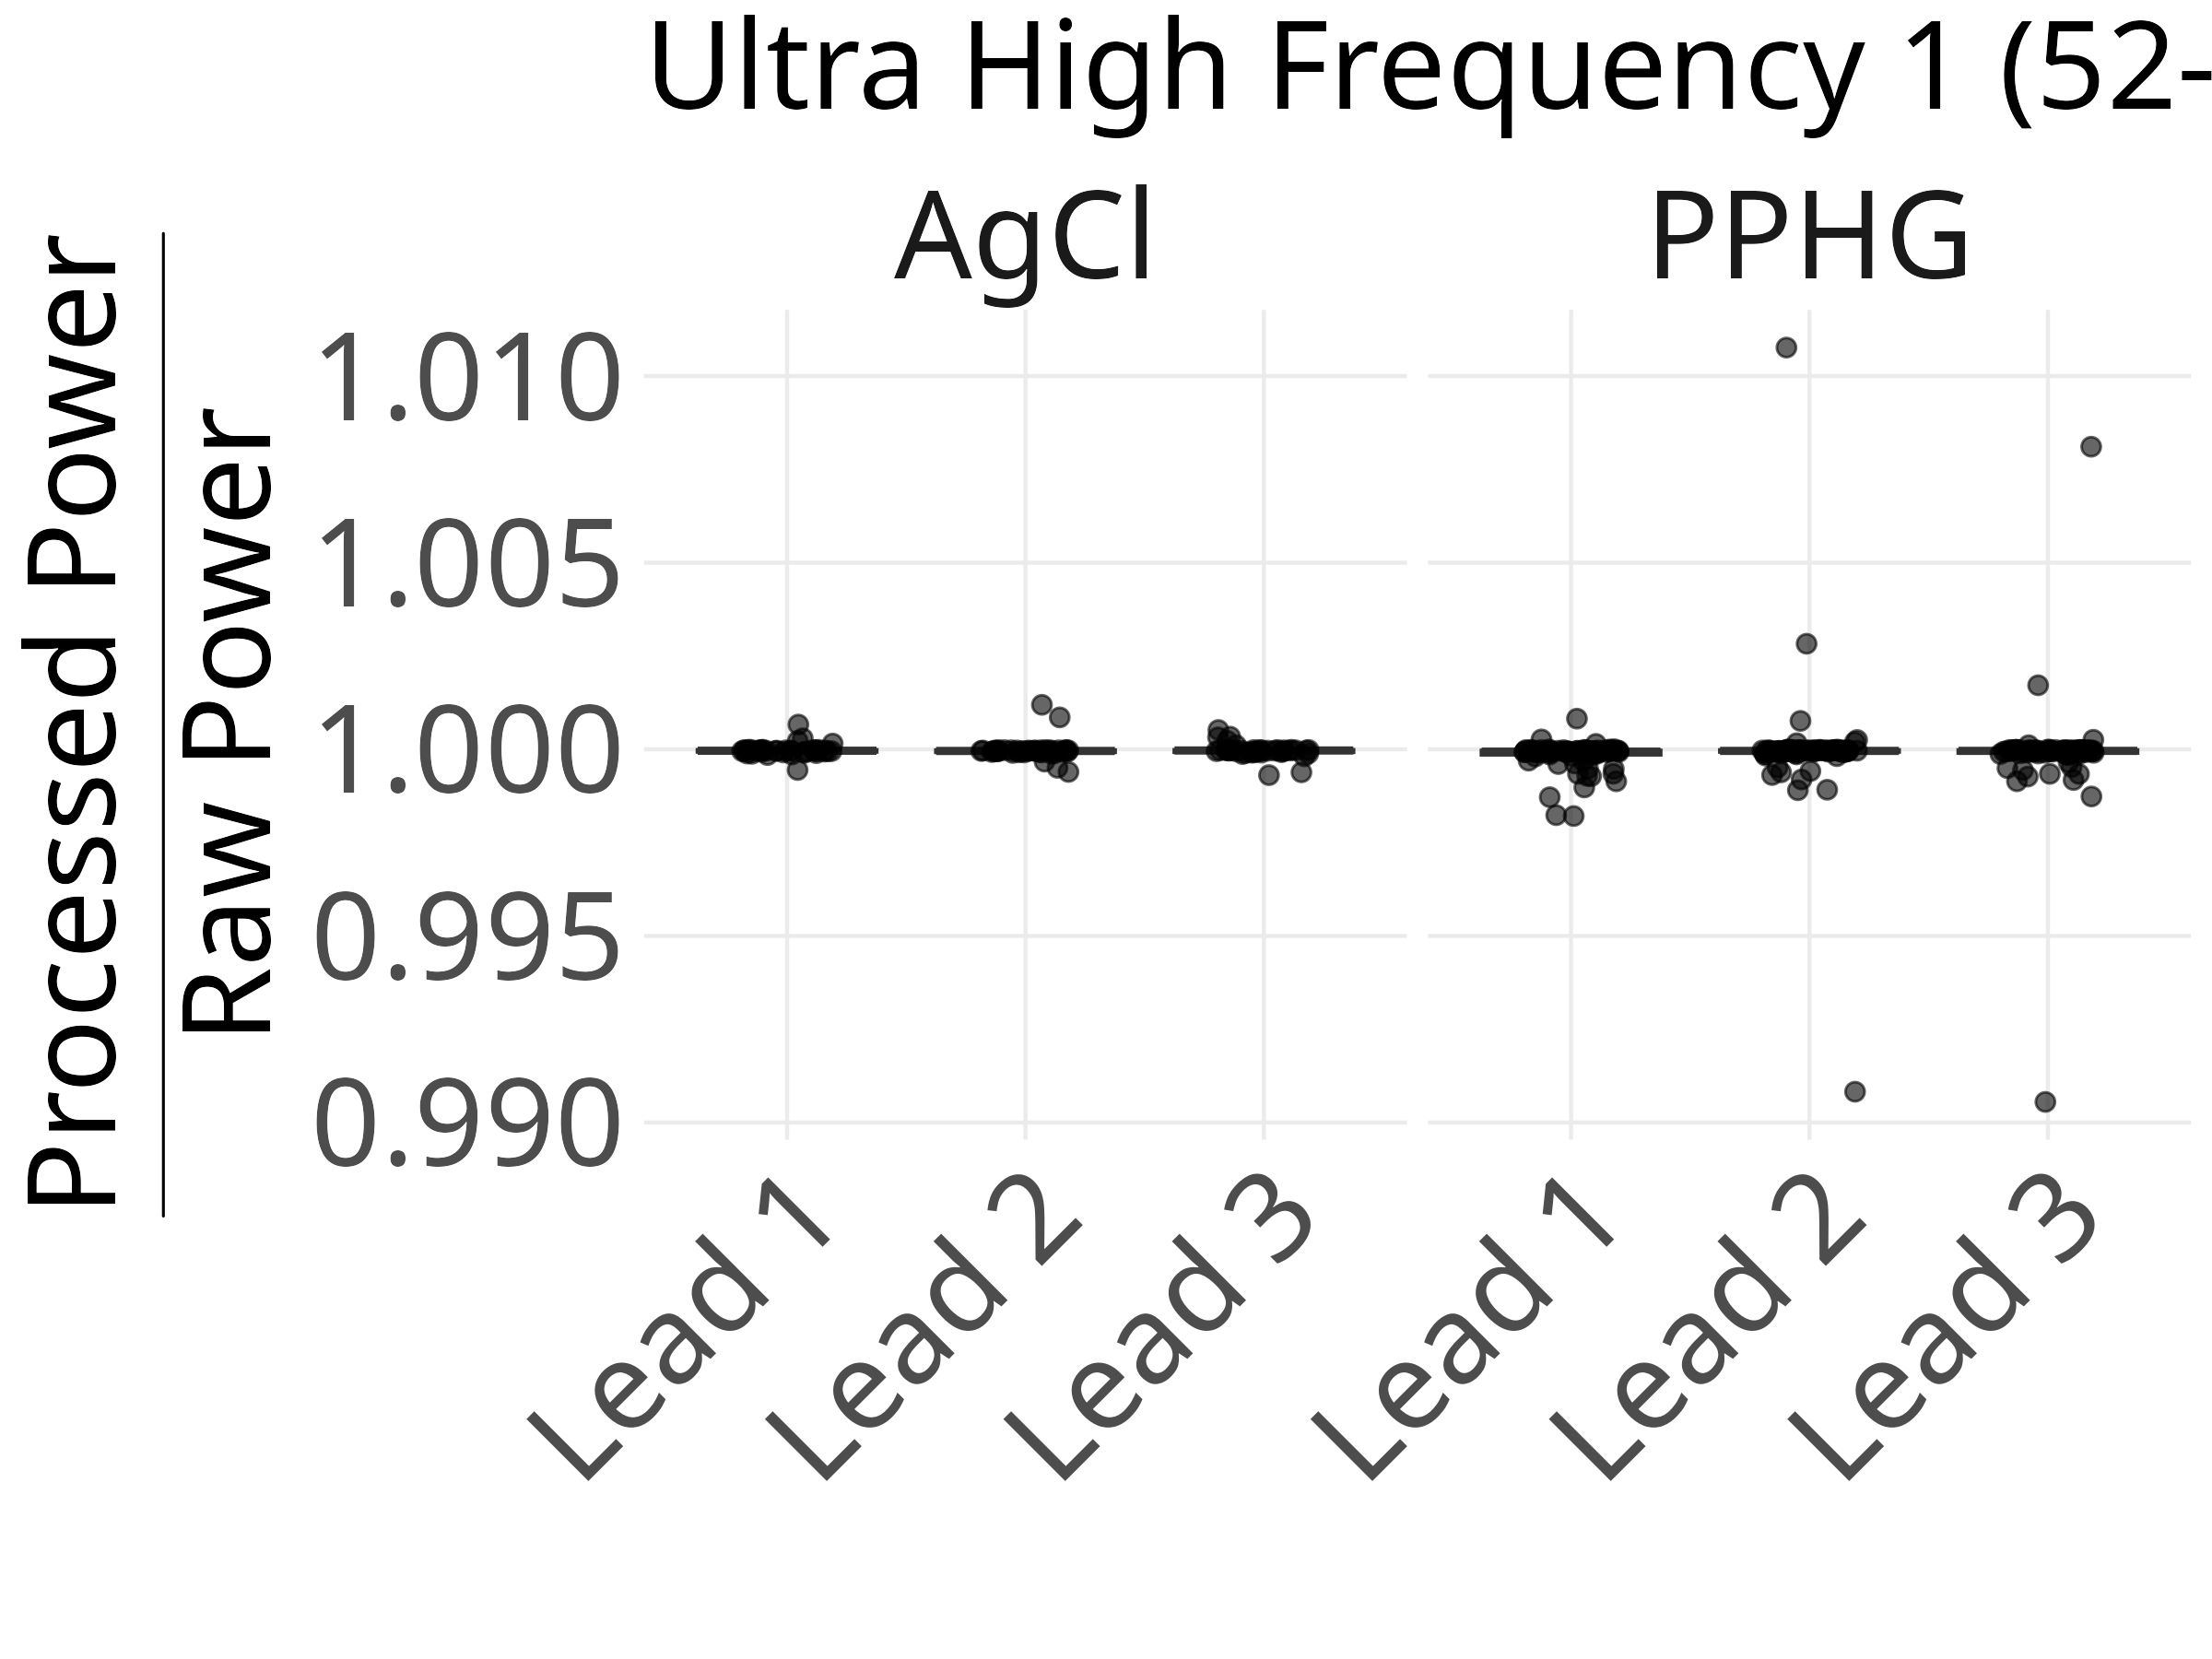 Ultra High Frequency 1 (52-
AgCl
PPHG
Processed Power
Raw Power
1.010
1.005
1.000
0.995
0.990
Lead 1
Lead 2
Lead 3
Lead 1
Lead 2
Lead 3